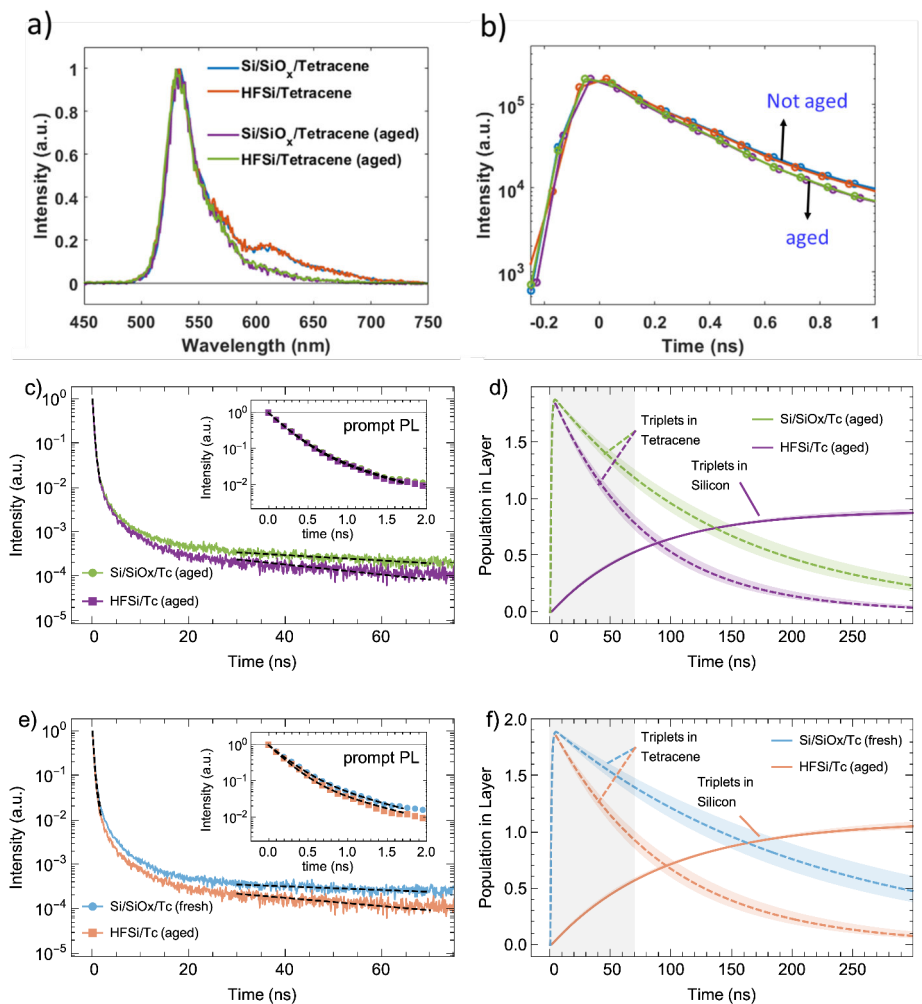 a)
Si/SiOx/Tetracene
HFSi/Tetracene
Si/SiOx/Tetracene (aged)
HFSi/Tetracene (aged)
Intensity (a.u.)
1
0.8
0.6
0.4
0.2
0
450 500 550 600 650 700 750
Wavelength (nm)
b)
Not aged
aged
Intensity (a.u.)
10^5
10^4
10^3
-0.2 0 0.2 0.4 0.6 0.8 1
Time (ns)
c)
Intensity (a.u.)
10^0
10^-1
10^-2
10^-3
10^-4
10^-5
0 20 40 60
Time (ns)
Si/SiOx/Tc (aged)
HFSi/Tc (aged)
prompt PL
Intensity (a.u.)
10^0
10^-1
10^-2
0.0 0.5 1.0 1.5 2.0
time (ns)
d)
Population in Layer
1.5
1.0
0.5
0.0
0 50 100 150 200 250
Time (ns)
Triplets in
Tetracene
Triplets in
Silicon
Si/SiOx/Tc (aged)
HFSi/Tc (aged)
e)
Intensity (a.u.)
10^0
10^-1
10^-2
10^-3
10^-4
10^-5
0 20 40 60
Time (ns)
Si/SiOx/Tc (fresh)
HFSi/Tc (aged)
prompt PL
Intensity (a.u.)
10^0
10^-1
10^-2
0.0 0.5 1.0 1.5 2.0
time (ns)
f)
Population in Layer
2.0
1.5
1.0
0.5
0.0
0 50 100 150 200 250
Time (ns)
Triplets in
Tetracene
Triplets in
Silicon
Si/SiOx/Tc (fresh)
HFSi/Tc (aged)